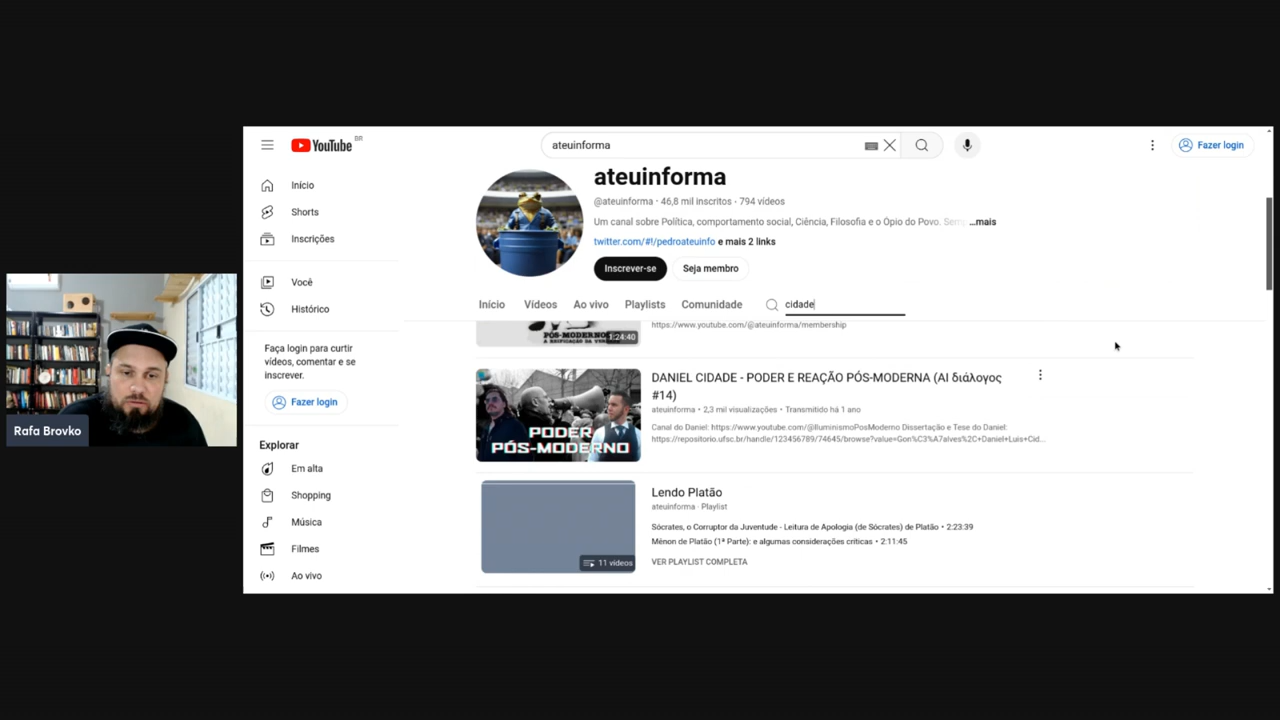 YouTube BR
ateuinforma
Fazer login
Início
Shorts
Inscrições
Você
Histórico
Faça login para curtir
vídeos, comentar e se
inscrever.
Fazer login
Explorar
Em alta
Shopping
Música
Filmes
Ao vivo
Rafa Brovko
ateuinforma
@ateuinforma • 46,8 mil inscritos • 794 vídeos
Um canal sobre Política, comportamento social, Ciência, Filosofia e o Ópio do Povo. ...mais
twitter.com/#!/pedroateuinfo e mais 2 links
Inscrever-se
Seja membro
Início Vídeos Ao vivo Playlists Comunidade cidade
PÓS-MODERNO
1:24:40
https://www.youtube.com/@ateuinforma/membership
PODER
PÓS-MODERNO
DANIEL CIDADE - PODER E REAÇÃO PÓS-MODERNA (AI διάλογος
#14)
ateuinforma • 2,3 mil visualizações • Transmitido há 1 ano
Canal do Daniel: https://www.youtube.com/@IluminismoPosModerno Dissertação e Tese do Daniel:
https://repositorio.ufsc.br/handle/123456789/74645/browse?value=Gon%C3%A7alves%2C+Daniel+Luis+Cid...
11 vídeos
Lendo Platão
ateuinforma • Playlist
Sócrates, o Corruptor da Juventude - Leitura de Apologia (de Sócrates) de Platão • 2:23:39
Mênon de Platão (1ª Parte): e algumas considerações críticas • 2:11:45
VER PLAYLIST COMPLETA